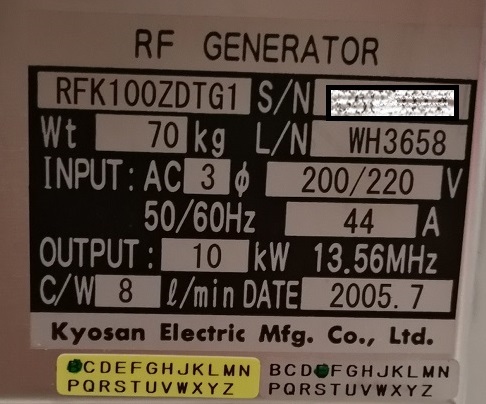 RF GENERATOR
RFK100ZDTG1 S/N
Wt 70 kg L/N WH3658
INPUT: AC 3 ϕ 200/220 V
50/60Hz 44 A
OUTPUT: 10 kW 13.56MHz
C/W 8 ℓ/min DATE 2005.7
Kyosan Electric Mfg. Co., Ltd.
CDEFGHJKLMN BCD FGHJKLMN
PQRSTUVWXYZ PQRSTUVWXYZ